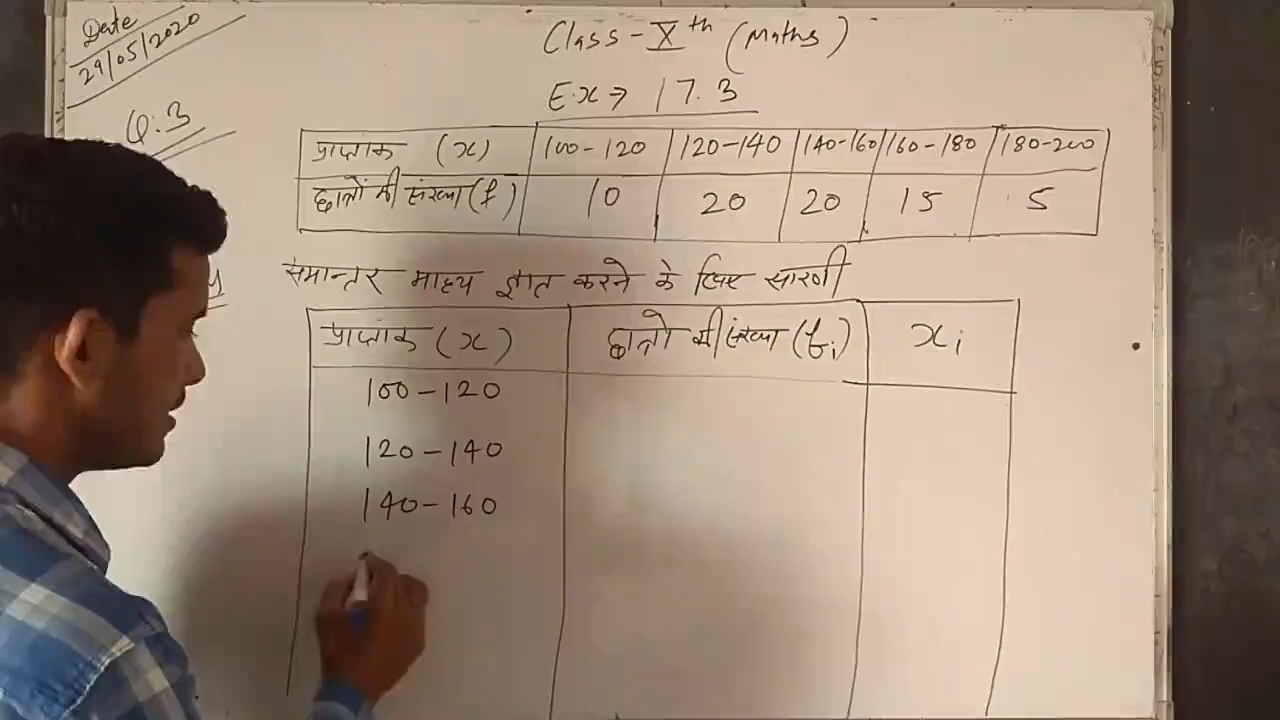 Date
29/05/2020
Class - Xth (Maths)
Ex → 17.3
Q.3
प्राप्तांक (x) 100-120 120-140 140-160 160-180 180-200
छात्रों की संख्या (f) 10 20 20 15 5
समान्तर माध्य ज्ञात करने के लिए सारणी
प्राप्तांक (x) छात्रों की संख्या (fi) xi
100-120
120-140
140-160